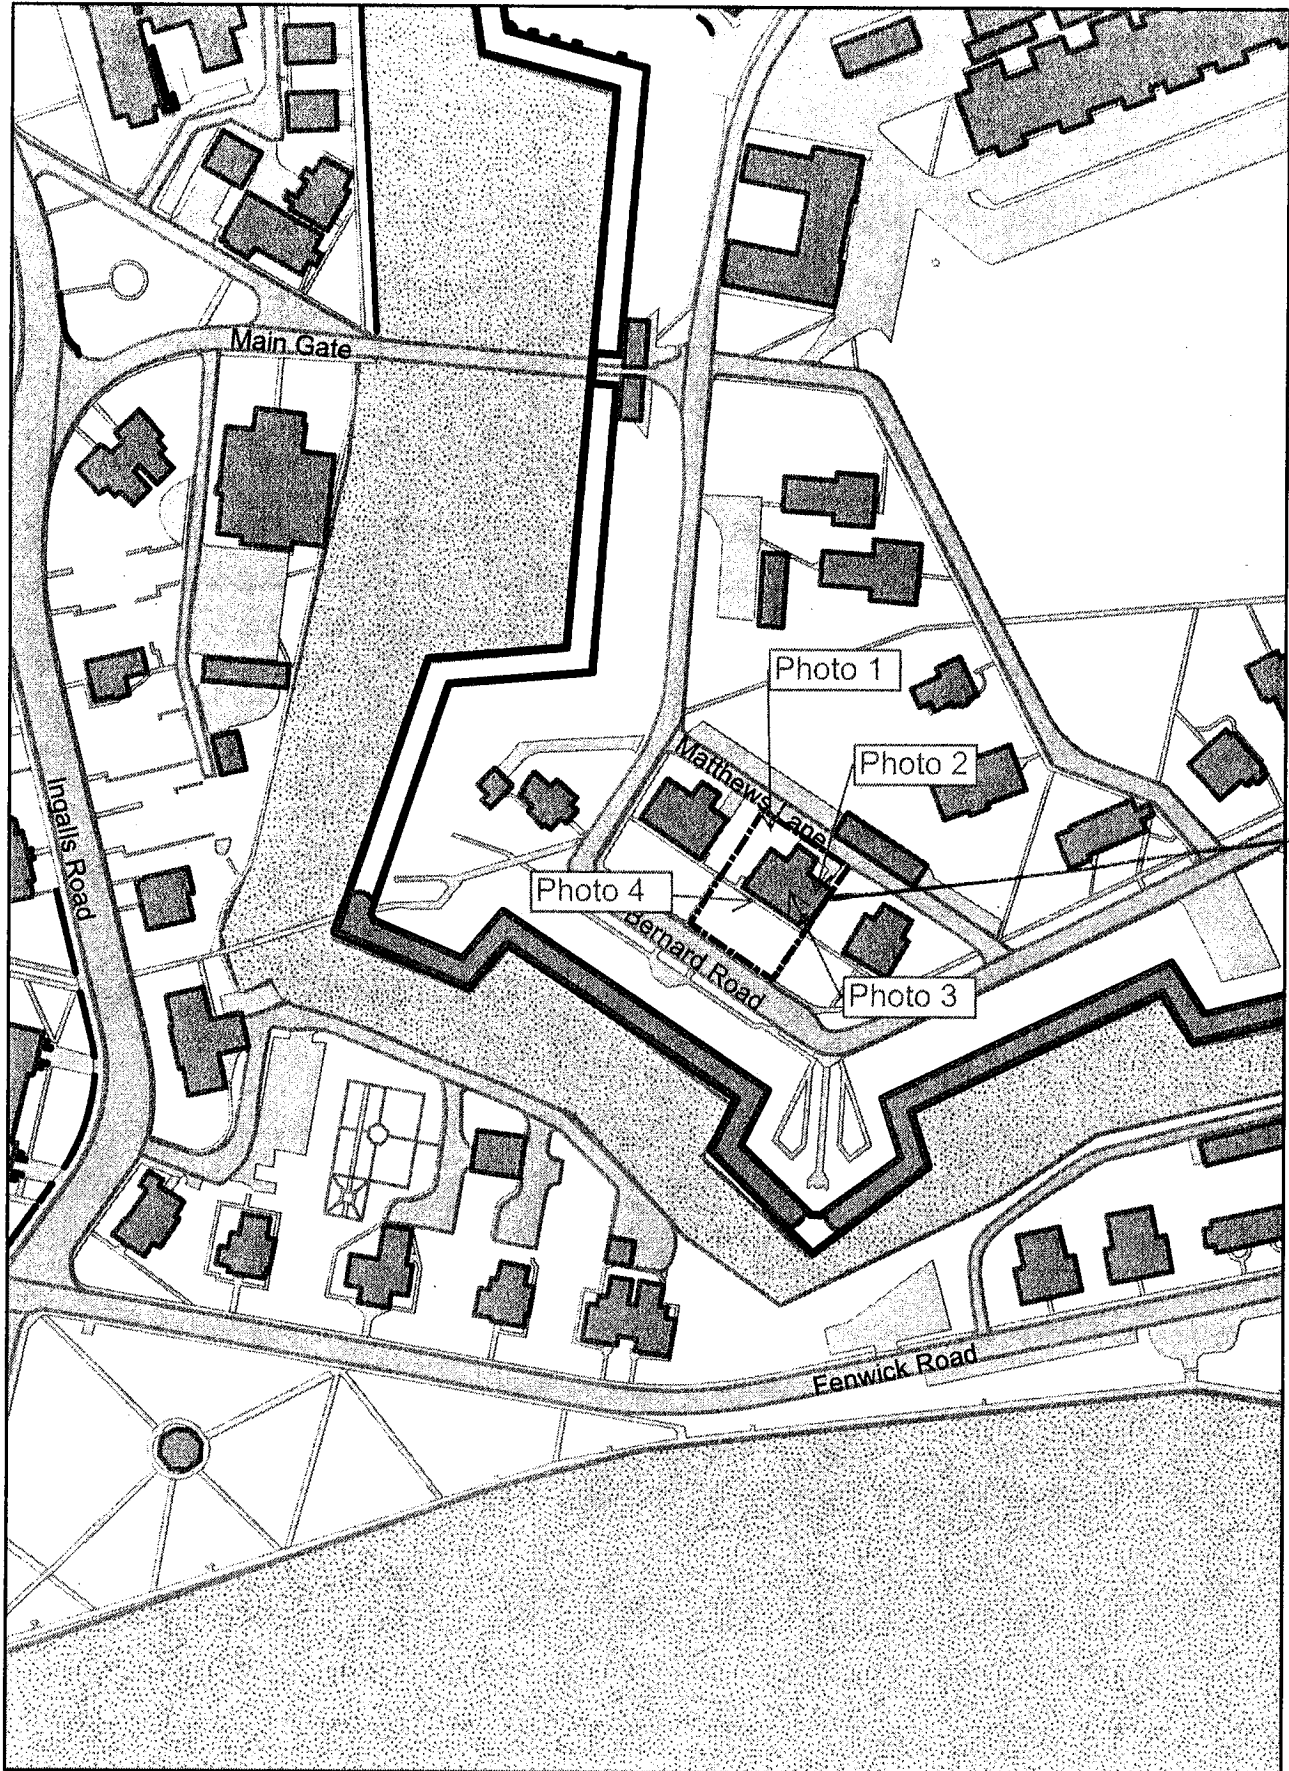 Main Gate
Photo 1
Matthews Lane
Photo 2
Ingalls Road
Photo 4
Bernard Road
Photo 3
Fenwick Road